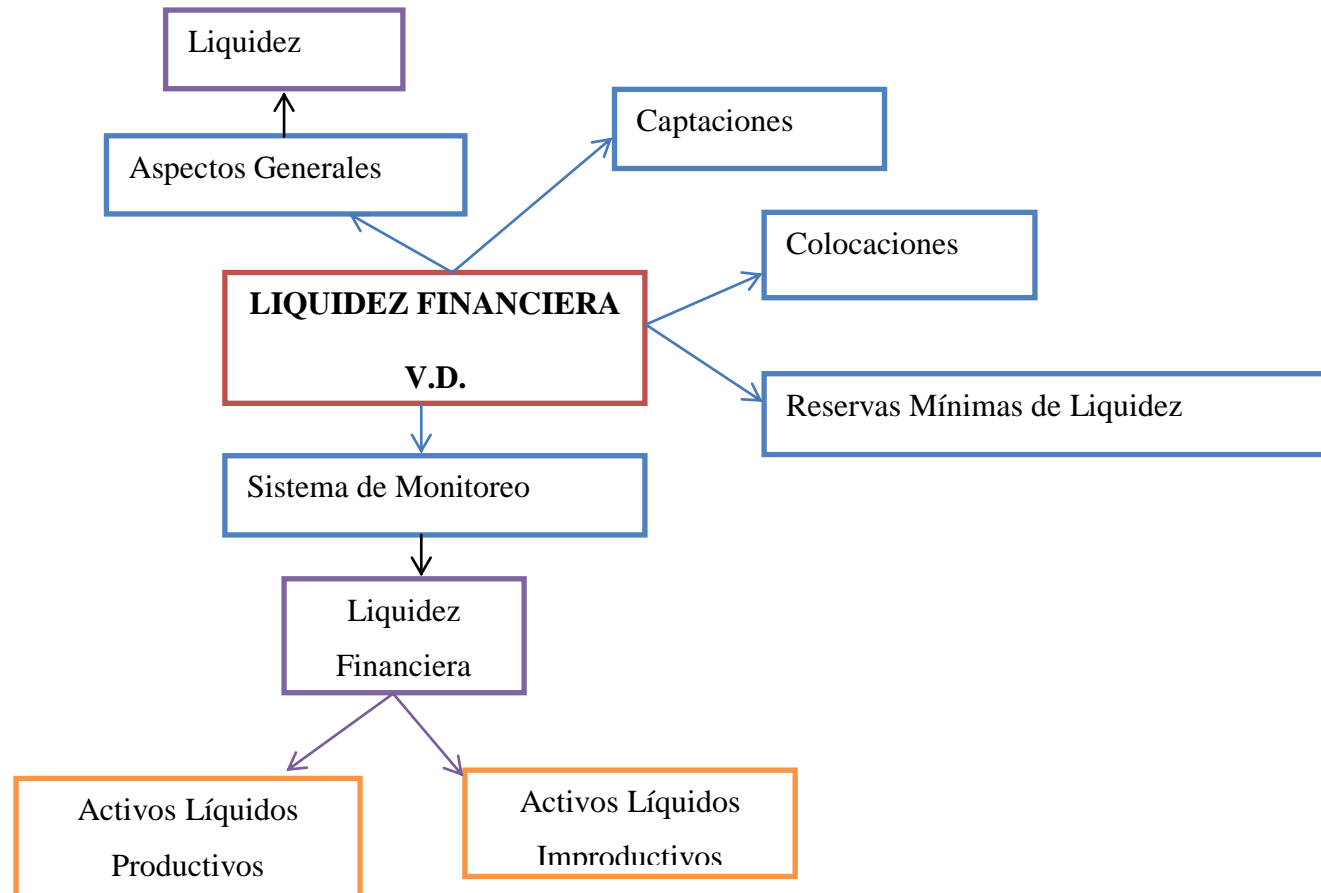 Liquidez
Captaciones
Aspectos Generales
Colocaciones
LIQUIDEZ FINANCIERA
V.D.
Reservas Mínimas de Liquidez
Sistema de Monitoreo
Liquidez
Financiera
Activos Líquidos
Productivos
Activos Líquidos
Improductivos